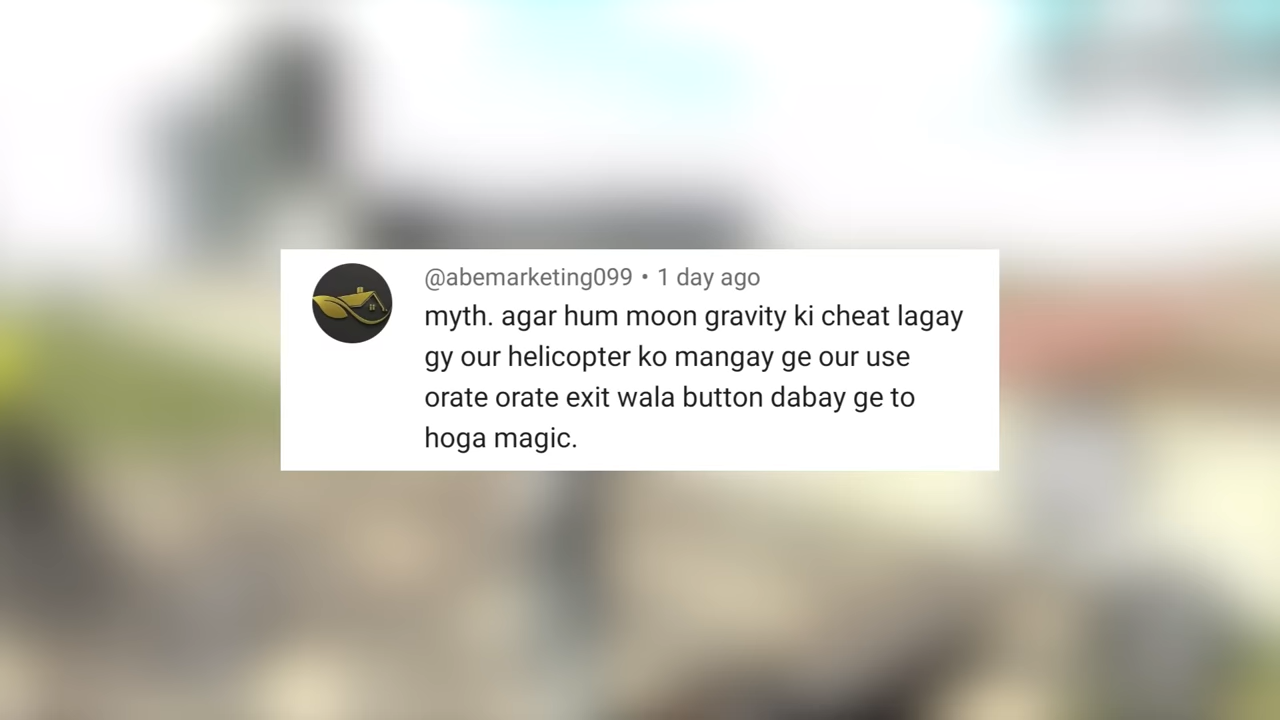 @abemarketing099 • 1 day ago
myth. agar hum moon gravity ki cheat lagay
gy our helicopter ko mangay ge our use
orate orate exit wala button dabay ge to
hoga magic.